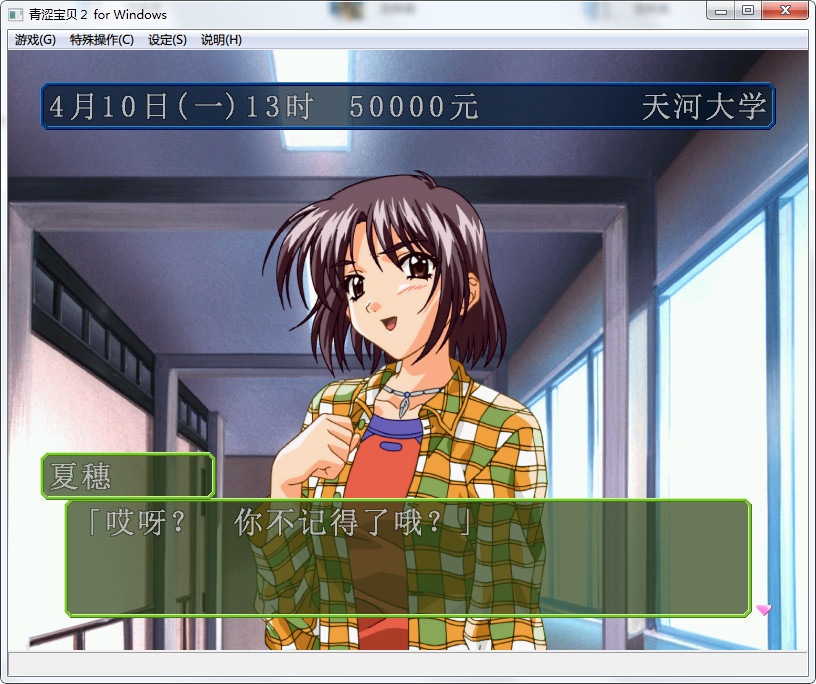 青涩宝贝2 for Windows
游戏(G) 特殊操作(C) 设定(S) 说明(H)
4月10日(一)13时 50000元 天河大学
夏穗
「哎呀? 你不记得了哦?」